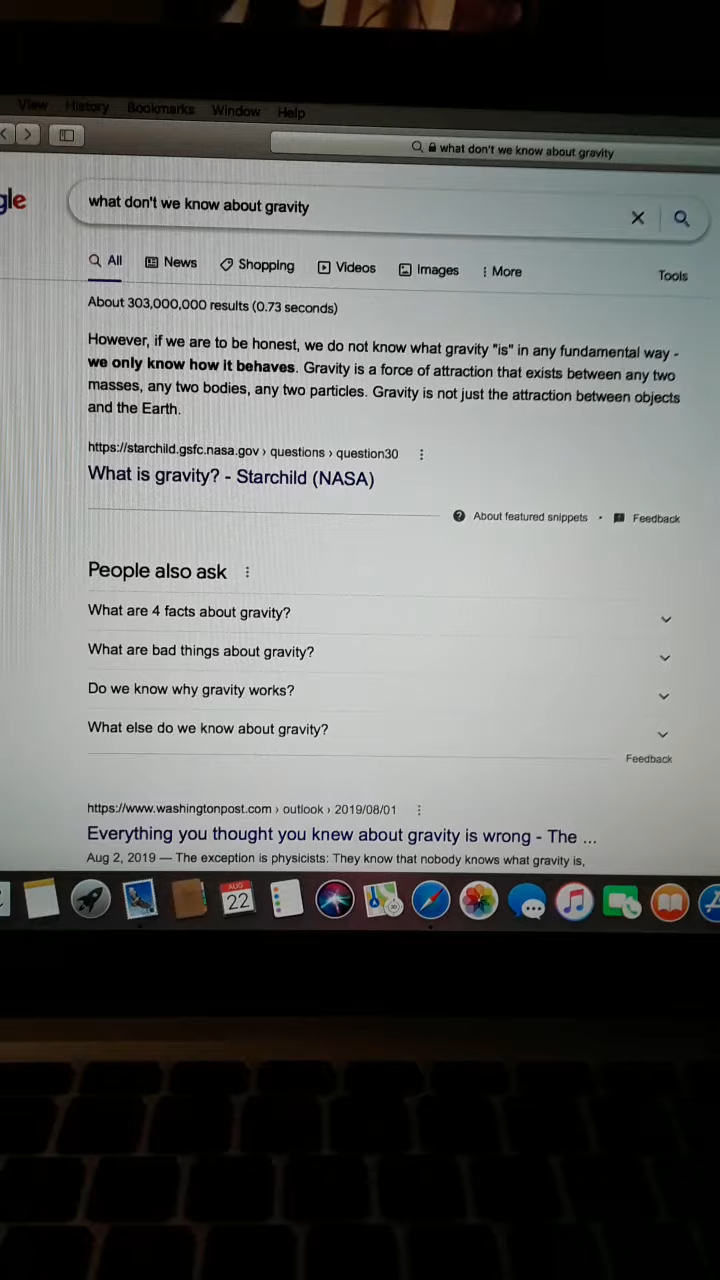 View History Bookmarks Window Help
what don't we know about gravity
gle
what don't we know about gravity
All News Shopping Videos Images More Tools
About 303,000,000 results (0.73 seconds)
However, if we are to be honest, we do not know what gravity "is" in any fundamental way -
we only know how it behaves. Gravity is a force of attraction that exists between any two
masses, any two bodies, any two particles. Gravity is not just the attraction between objects
and the Earth.
https://starchild.gsfc.nasa.gov › questions › question30
What is gravity? - Starchild (NASA)
About featured snippets • Feedback
People also ask
What are 4 facts about gravity?
What are bad things about gravity?
Do we know why gravity works?
What else do we know about gravity?
Feedback
https://www.washingtonpost.com › outlook › 2019/08/01
Everything you thought you knew about gravity is wrong - The ...
Aug 2, 2019 — The exception is physicists: They know that nobody knows what gravity is,
AUG
22